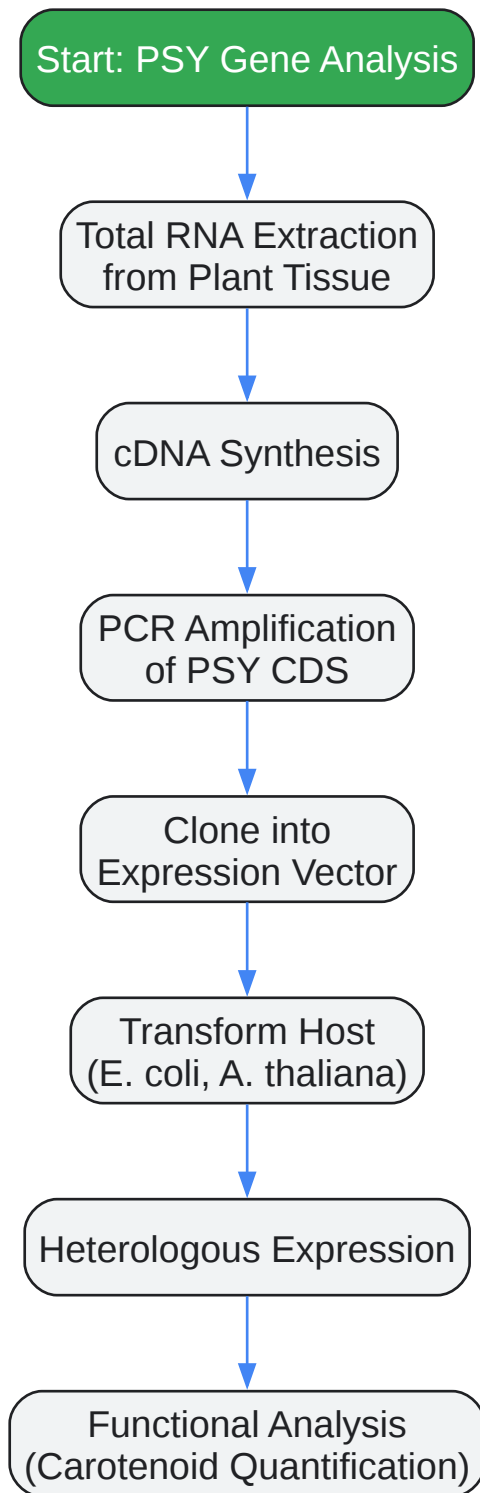 Start: PSY Gene Analysis
Total RNA Extraction
from Plant Tissue
cDNA Synthesis
PCR Amplification
of PSY CDS
Clone into
Expression Vector
Transform Host
(E. coli, A. thaliana)
Heterologous Expression
Functional Analysis
(Carotenoid Quantification)